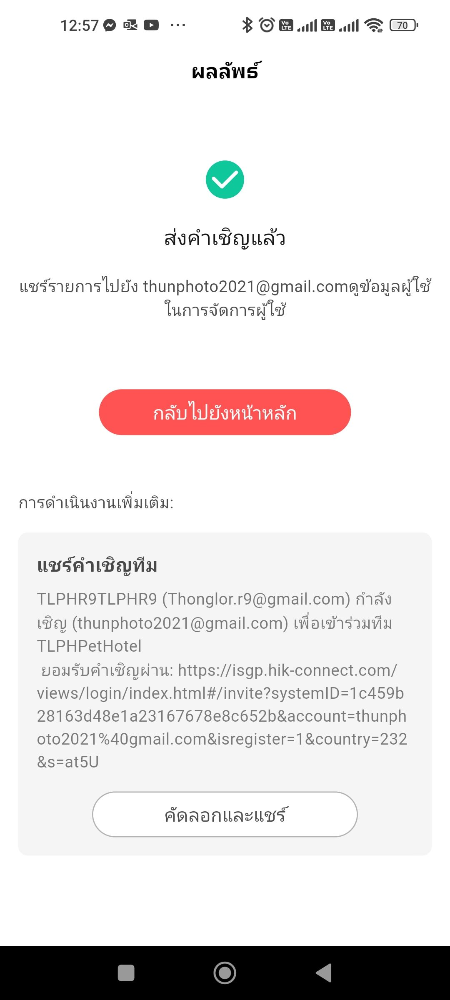 12:57
Vo LTE
Vo LTE
70
ผลลัพธ์
ส่งคำเชิญแล้ว
แชร์รายการไปยัง thunphoto2021@gmail.comดูข้อมูลผู้ใช้
ในการจัดการผู้ใช้
กลับไปยังหน้าหลัก
การดำเนินงานเพิ่มเติม:
แชร์คำเชิญทีม
TLPHR9TLPHR9 (Thonglor.r9@gmail.com) กำลัง
เชิญ (thunphoto2021@gmail.com) เพื่อเข้าร่วมทีม
TLPHPetHotel
ยอมรับคำเชิญผ่าน: https://isgp.hik-connect.com/
views/login/index.html#/invite?systemID=1c459b
28163d48e1a23167678e8c652b&account=thunph
oto2021%40gmail.com&isregister=1&country=232
&s=at5U
คัดลอกและแชร์